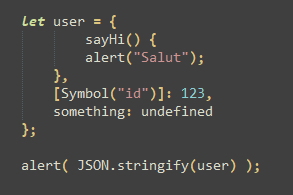 let user = {
        sayHi() {
        alert("Salut");
    },
    [Symbol("id")]: 123,
    something: undefined
};

alert( JSON.stringify(user) );